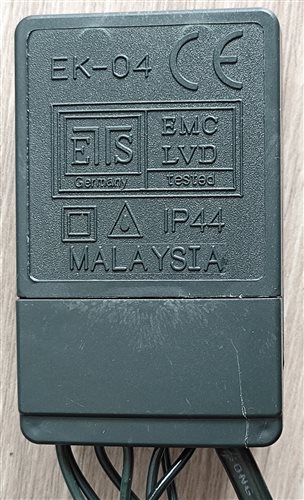 EK-04 CE
ETS EMC
LVD
Germany tested
IP44
MALAYSIA